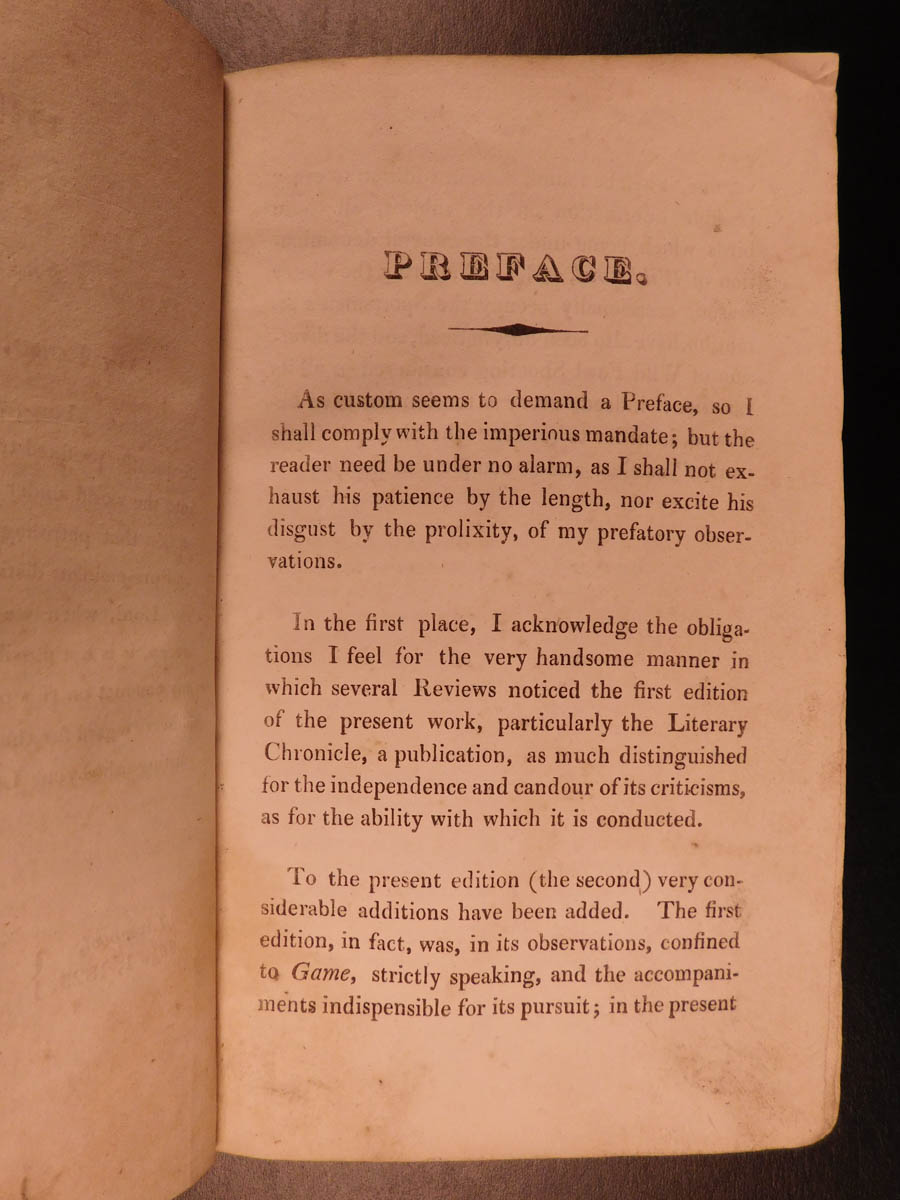 PREFACE.
As custom seems to demand a Preface, so I
shall comply with the imperious mandate; but the
reader need be under no alarm, as I shall not ex-
haust his patience by the length, nor excite his
disgust by the prolixity, of my prefatory obser-
vations.
In the first place, I acknowledge the obliga-
tions I feel for the very handsome manner in
which several Reviews noticed the first edition
of the present work, particularly the Literary
Chronicle, a publication, as much distinguished
for the independence and candour of its criticisms,
as for the ability with which it is conducted.
To the present edition (the second) very con-
siderable additions have been added. The first
edition, in fact, was, in its observations, confined
to Game, strictly speaking, and the accompani-
ments indispensible for its pursuit; in the present